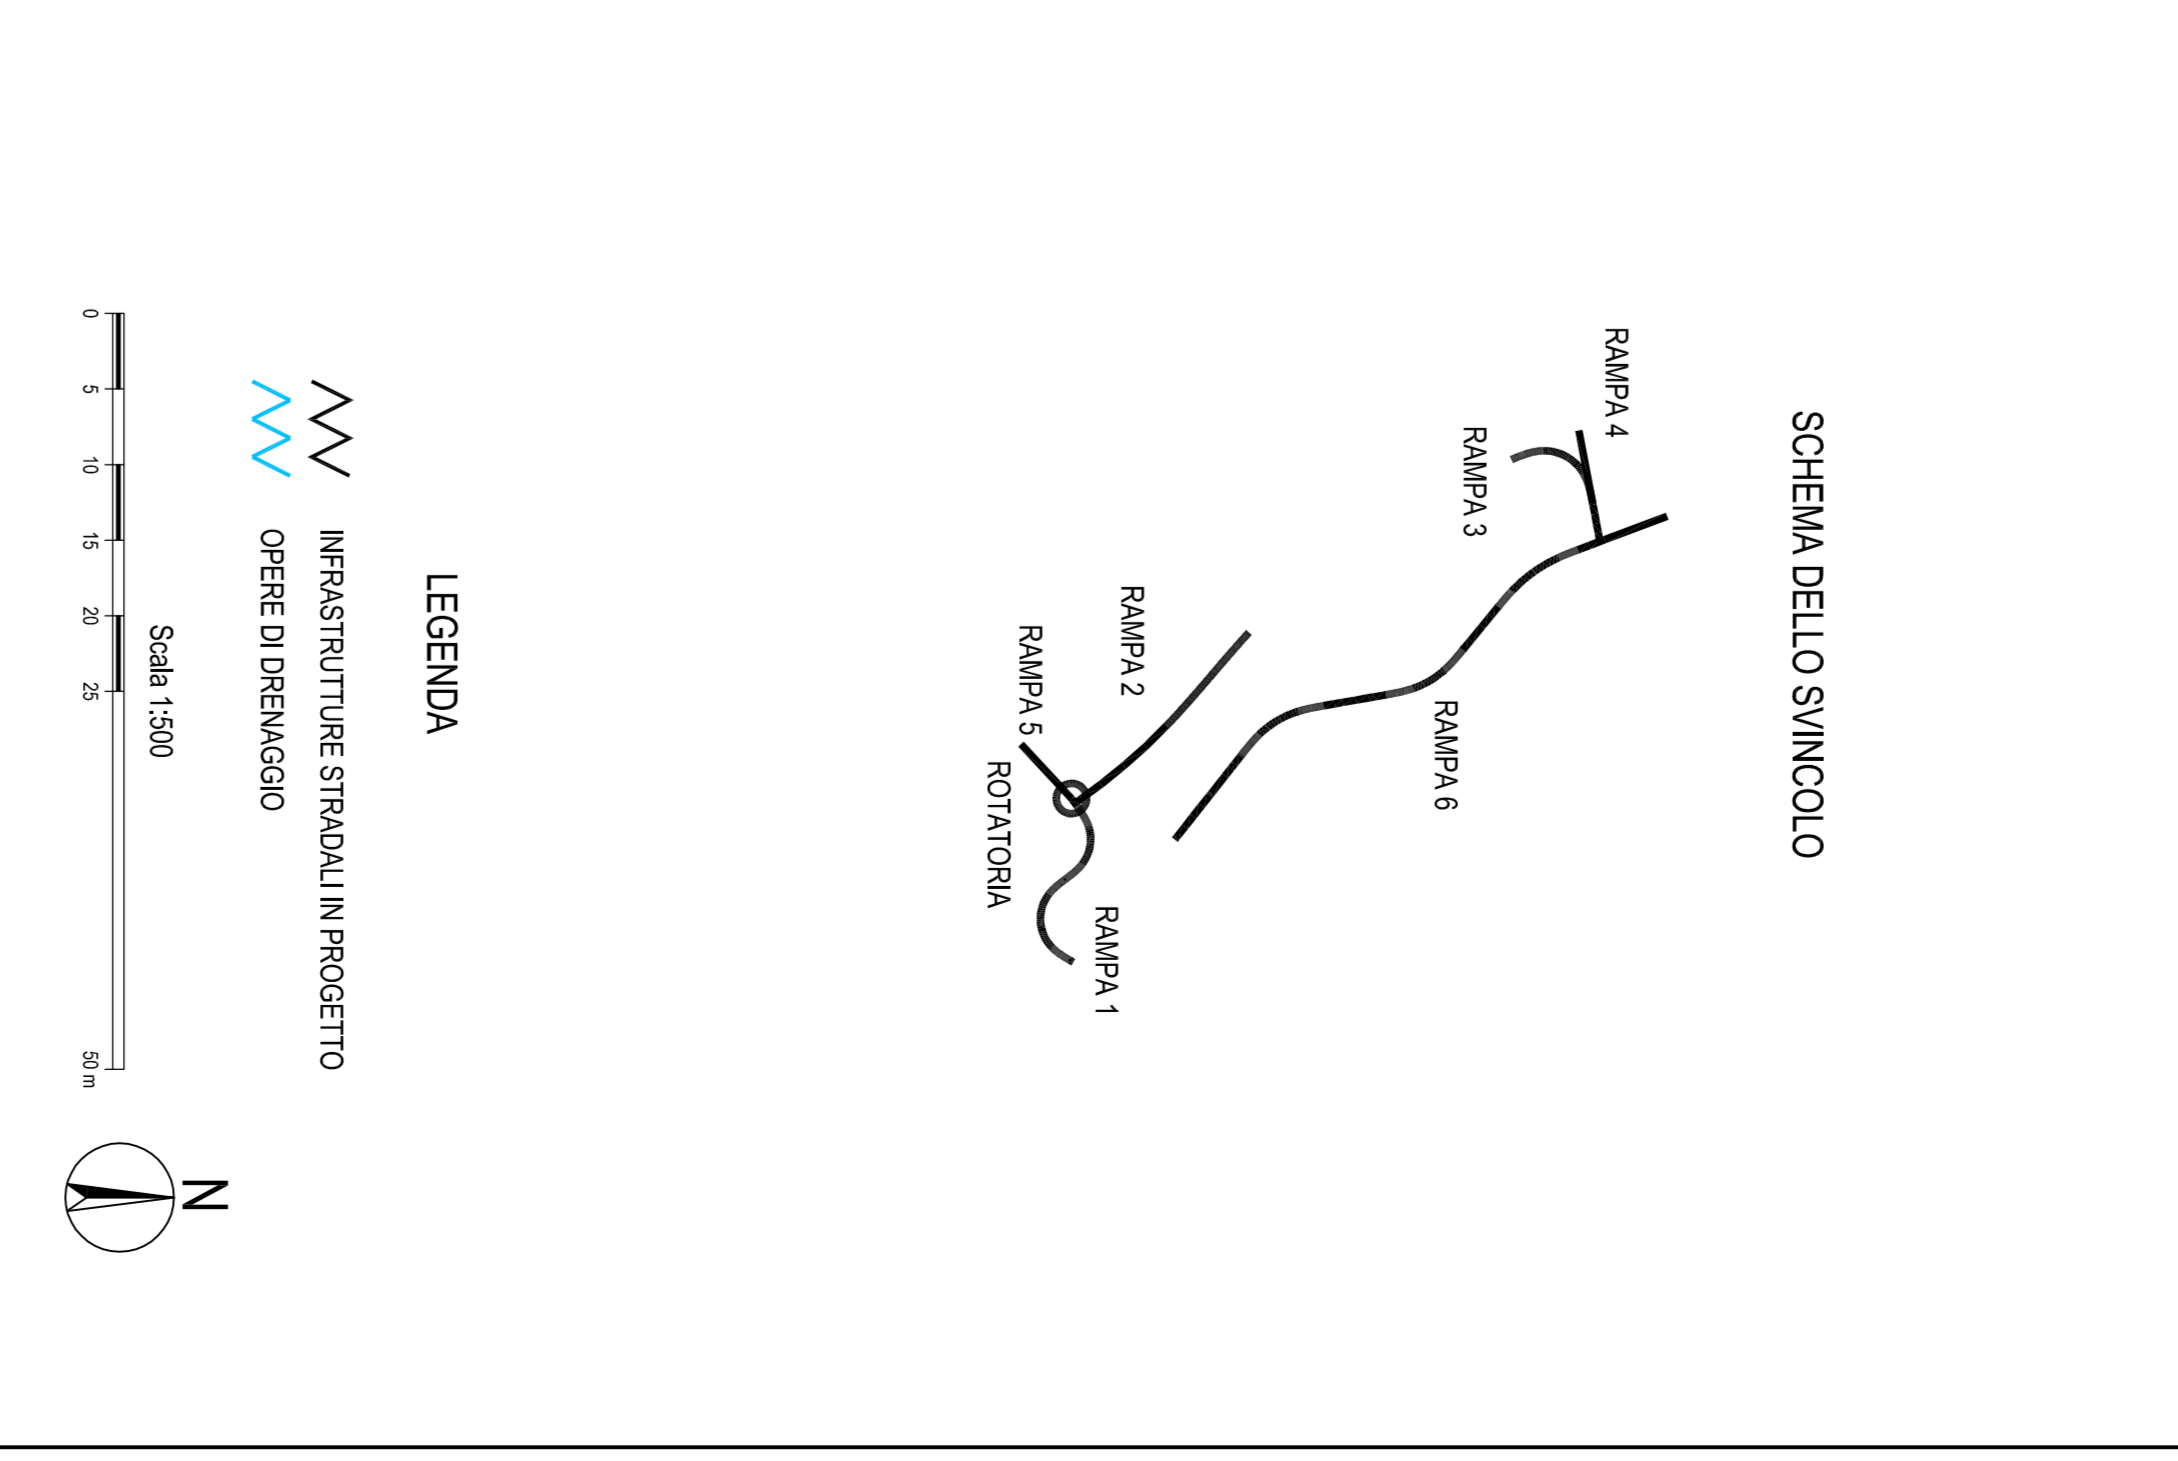 SCHEMA DELLO SVINCOLO
RAMPA 4
RAMPA 3
RAMPA 6
RAMPA 2
RAMPA 5
ROTATORIA
RAMPA 1
LEGENDA
INFRASTRUTTURE STRADALI IN PROGETTO
OPERE DI DRENAGGIO
Scala 1:500
0 5 10 15 20 25 50 m
N